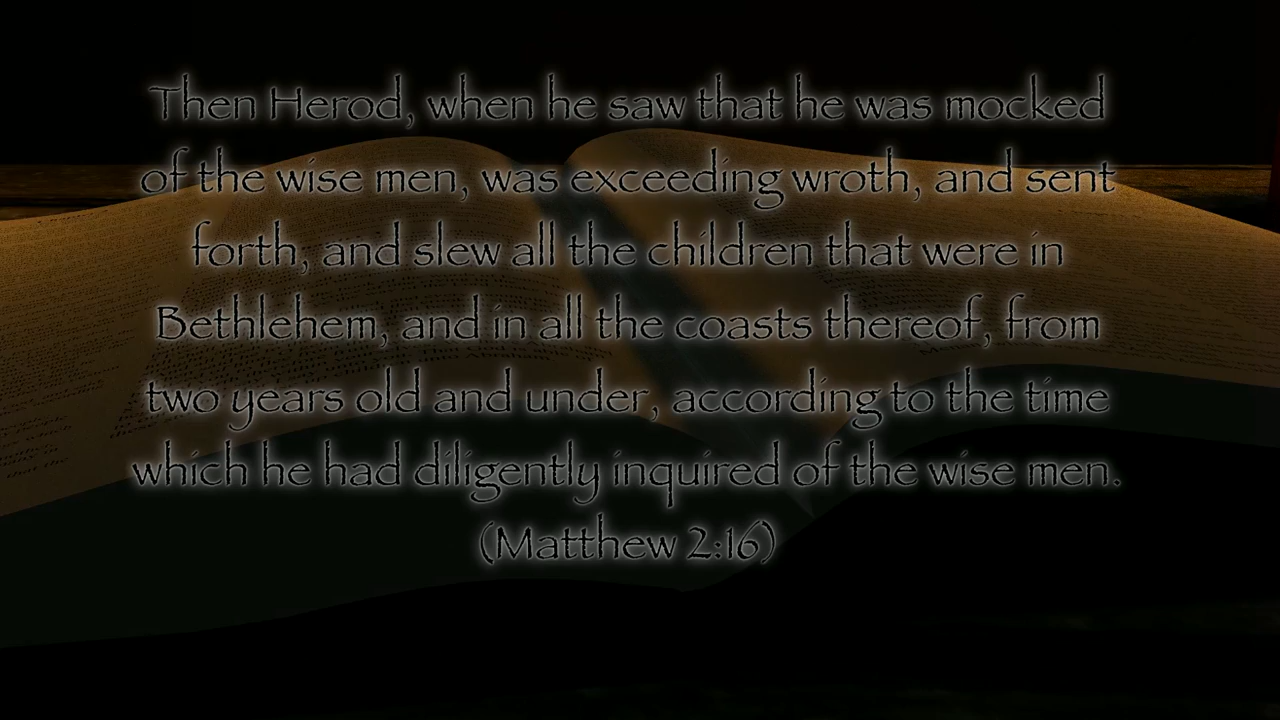 Then Herod, when he saw that he was mocked
of the wise men, was exceeding wroth, and sent
forth, and slew all the children that were in
Bethlehem, and in all the coasts thereof, from
two years old and under, according to the time
which he had diligently inquired of the wise men.
(Matthew 2:16)